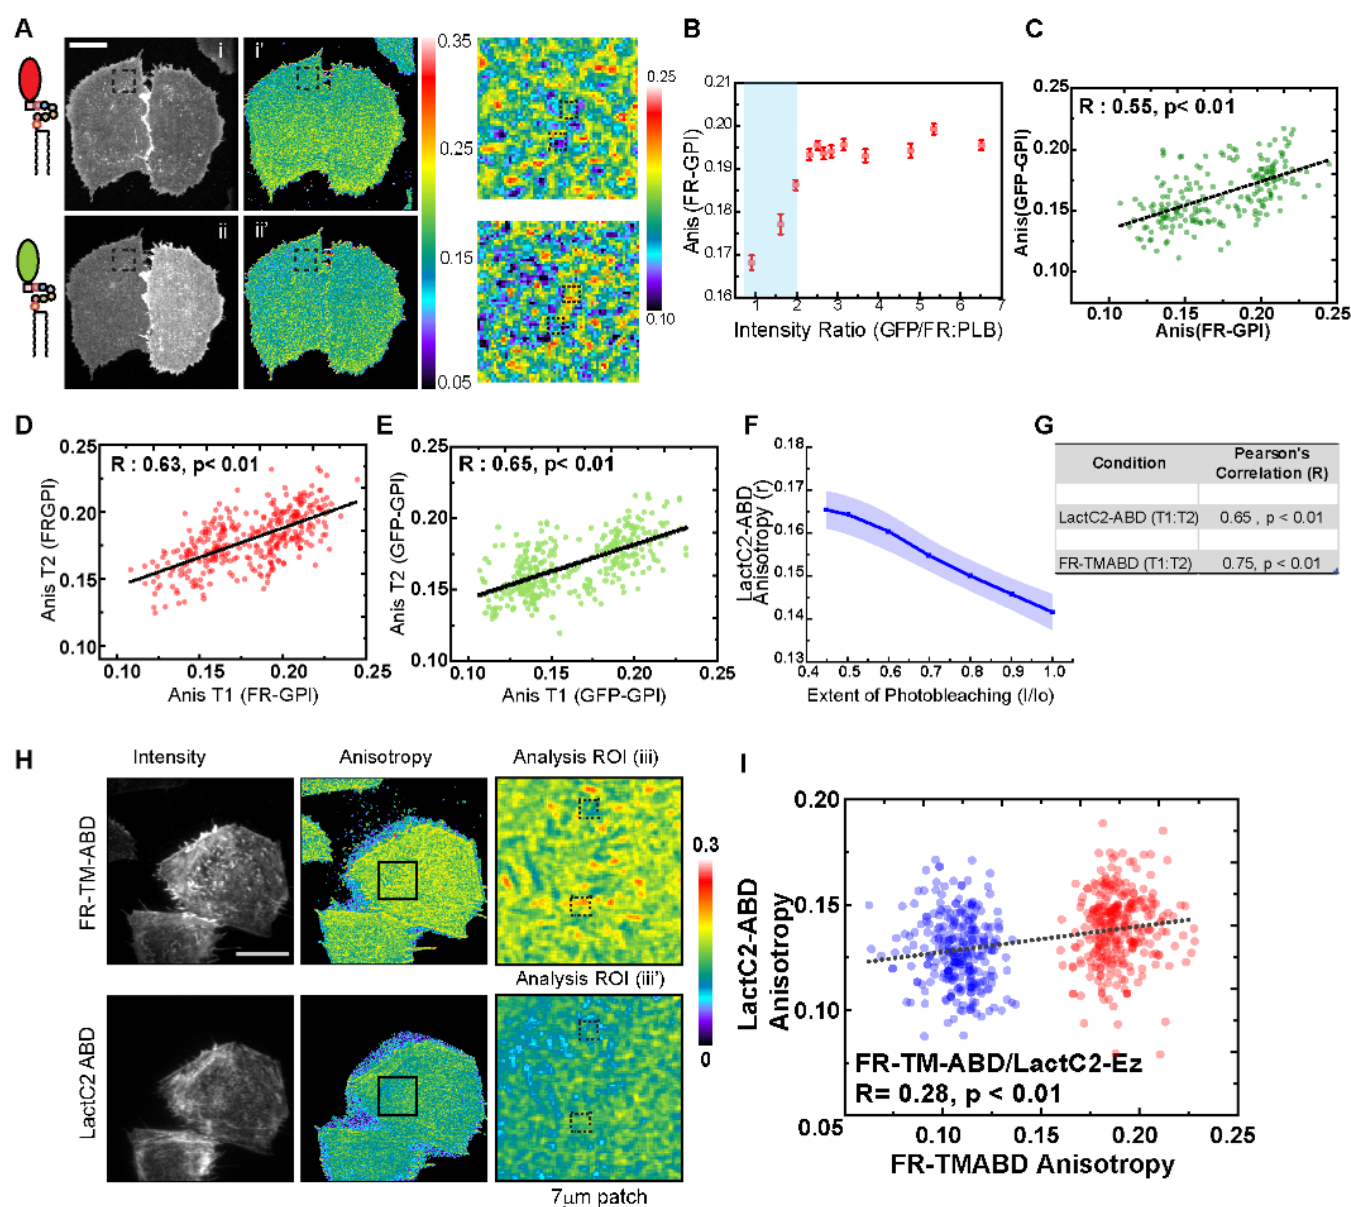 A
i
i'
0.35
0.25
0.15
0.05
0.25
0.10
ii
ii'
B
Anis (FR-GPI)
0.21
0.20
0.19
0.18
0.17
0.16
1 2 3 4 5 6 7
Intensity Ratio (GFP/FR:PLB)
C
R : 0.55, p< 0.01
Anis(GFP-GPI)
0.25
0.20
0.15
0.10
0.10 0.15 0.20 0.25
Anis(FR-GPI)
D
R : 0.63, p< 0.01
Anis T2 (FRGPI)
0.25
0.20
0.15
0.10
0.10 0.15 0.20 0.25
Anis T1 (FR-GPI)
E
R : 0.65, p< 0.01
Anis T2 (GFP-GPI)
0.25
0.20
0.15
0.10
0.10 0.15 0.20 0.25
Anis T1 (GFP-GPI)
F
LactC2-ABD
Anisotropy (r)
0.18
0.17
0.16
0.15
0.14
0.13
0.4 0.5 0.6 0.7 0.8 0.9 1.0
Extent of Photobleaching (I/Io)
G
Condition
Pearson's
Correlation (R)
LactC2-ABD (T1:T2) 0.65 , p < 0.01
FR-TMABD (T1:T2) 0.75, p < 0.01
H
Intensity
Anisotropy
Analysis ROI (iii)
FR-TM-ABD
0.3
0
Analysis ROI (iii')
LactC2 ABD
7µm patch
I
LactC2-ABD
Anisotropy
0.20
0.15
0.10
0.05
FR-TM-ABD/LactC2-Ez
R= 0.28, p < 0.01
0.10 0.15 0.20 0.25
FR-TMABD Anisotropy